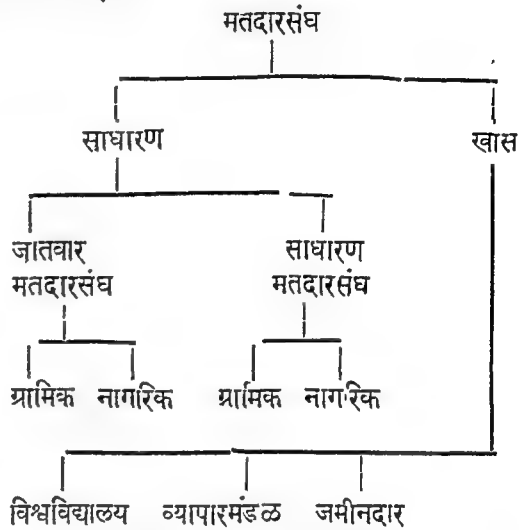 मतदारसंघ
साधारण खास
जातवार साधारण
मतदारसंघ मतदारसंघ
ग्रामिक नागरिक ग्रामिक नागरिक
विश्वविद्यालय व्यापारमंडळ जमीनदार